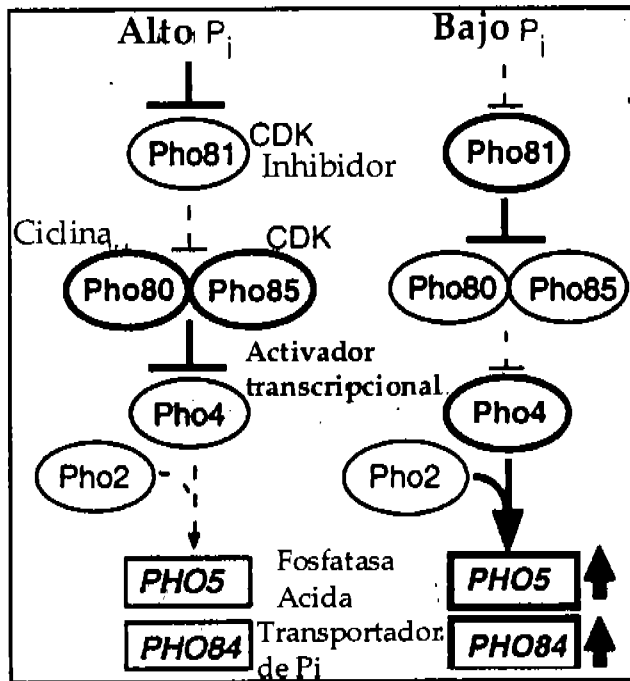 Alto Pi
Bajo Pi
Pho81
CDK
Inhibidor
Pho81
Ciclina
CDK
Pho80
Pho85
Pho80
Pho85
Activador
transcripcional
Pho4
Pho4
Pho2
Pho2
PHO5
Fosfatasa
Acida
PHO5
PHO84
Transportador
de Pi
PHO84